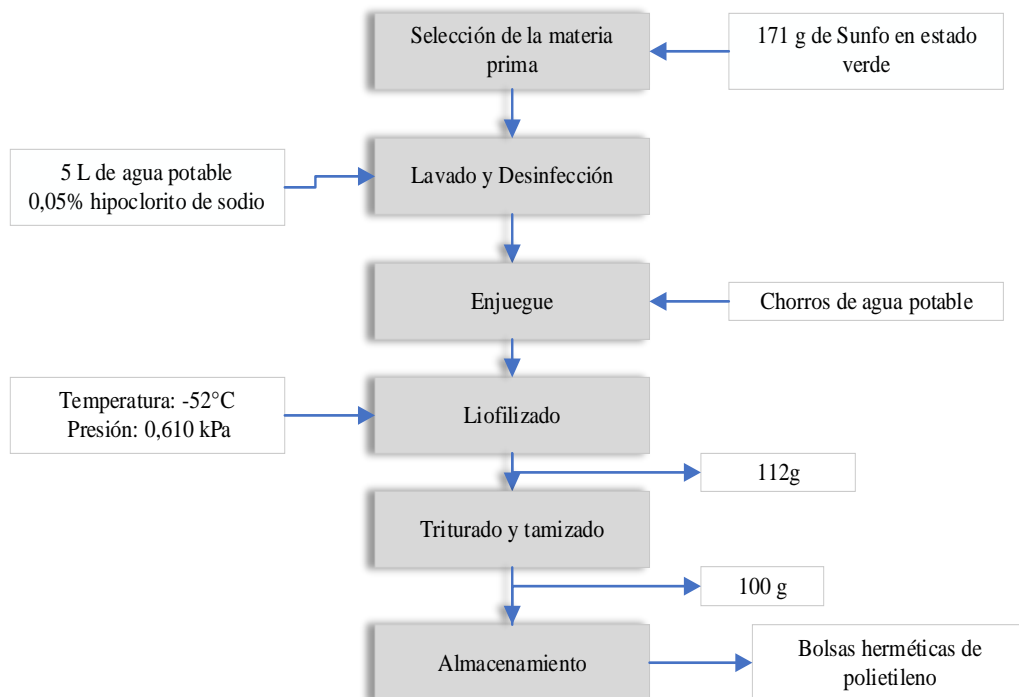 Selección de la materia
prima
171 g de Sunfo en estado
verde
5 L de agua potable
0,05% hipoclorito de sodio
Lavado y Desinfección
Enjuegue
Chorros de agua potable
Temperatura: -52°C
Presión: 0,610 kPa
Liofilizado
112g
Triturado y tamizado
100 g
Almacenamiento
Bolsas herméticas de
polietileno